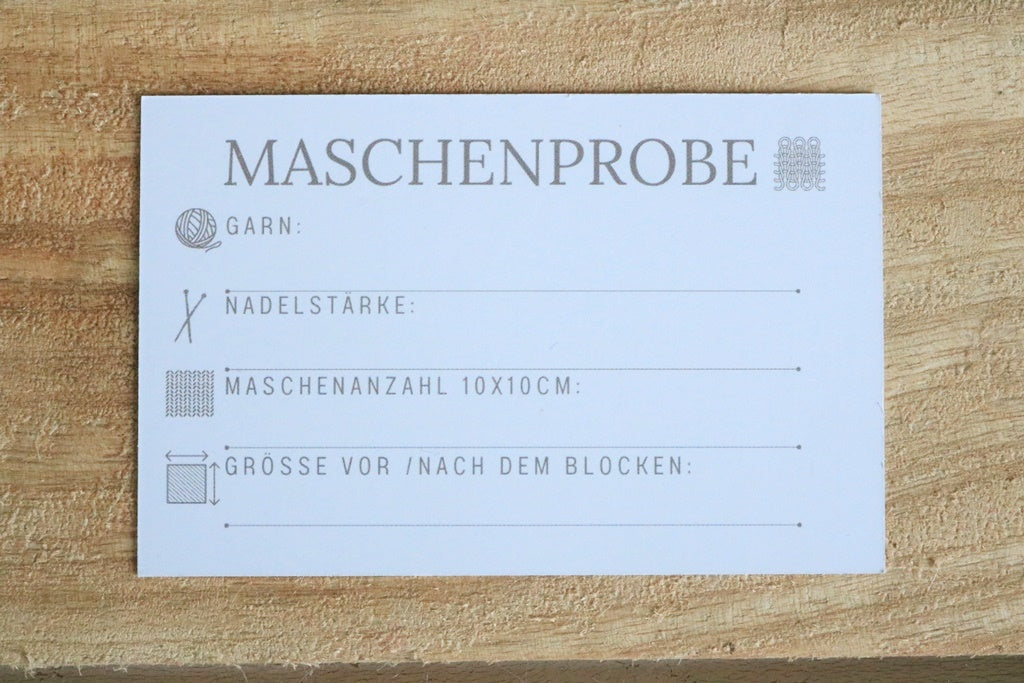 MASCHENPROBE
GARN:
NADELSTÄRKE:
MASCHENANZAHL 10X10CM:
GRÖSSE VOR /NACH DEM BLOCKEN: